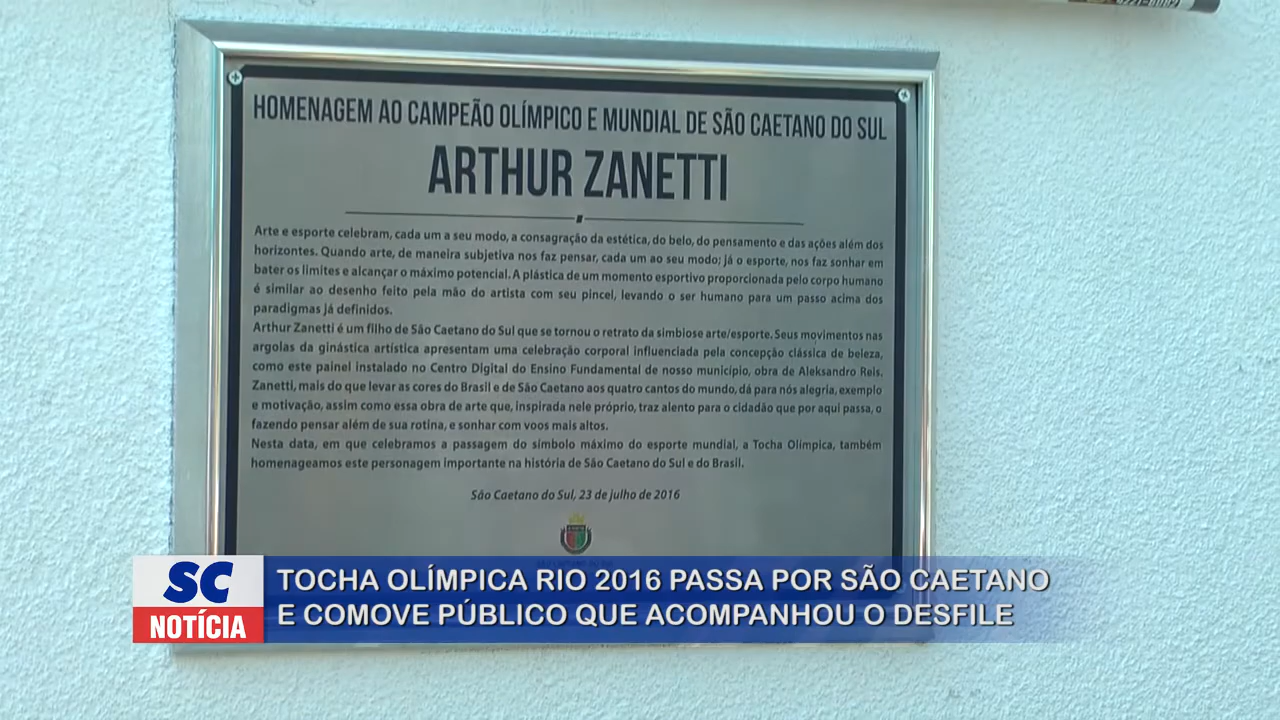 6221-6082
HOMENAGEM AO CAMPEÃO OLÍMPICO E MUNDIAL DE SÃO CAETANO DO SUL
ARTHUR ZANETTI
Arte e esporte celebram, cada um a seu modo, a consagração da estética, do belo, do pensamento e das ações além dos
horizontes. Quando arte, de maneira subjetiva nos faz pensar, cada um ao seu modo; já o esporte, nos faz sonhar em
bater os limites e alcançar o máximo potencial. A plástica de um momento esportivo proporcionada pelo corpo humano
é similar ao desenho feito pela mão do artista com seu pincel, levando o ser humano para um passo acima dos
paradigmas já definidos.
Arthur Zanetti é um filho de São Caetano do Sul que se tornou o retrato da simbiose arte/esporte. Seus movimentos nas
argolas da ginástica artística apresentam uma celebração corporal influenciada pela concepção clássica de beleza,
como este painel instalado no Centro Digital do Ensino Fundamental de nosso município, obra de Aleksandro Reis.
Zanetti, mais do que levar as cores do Brasil e de São Caetano aos quatro cantos do mundo, dá para nós alegria, exemplo
e motivação, assim como essa obra de arte que, inspirada nele próprio, traz alento para o cidadão que por aqui passa, o
fazendo pensar além de sua rotina, e sonhar com voos mais altos.
Nesta data, em que celebramos a passagem do símbolo máximo do esporte mundial, a Tocha Olímpica, também
homenageamos este personagem importante na história de São Caetano do Sul e do Brasil.
São Caetano do Sul, 23 de julho de 2016
SC
NOTÍCIA
TOCHA OLÍMPICA RIO 2016 PASSA POR SÃO CAETANO
E COMOVE PÚBLICO QUE ACOMPANHOU O DESFILE